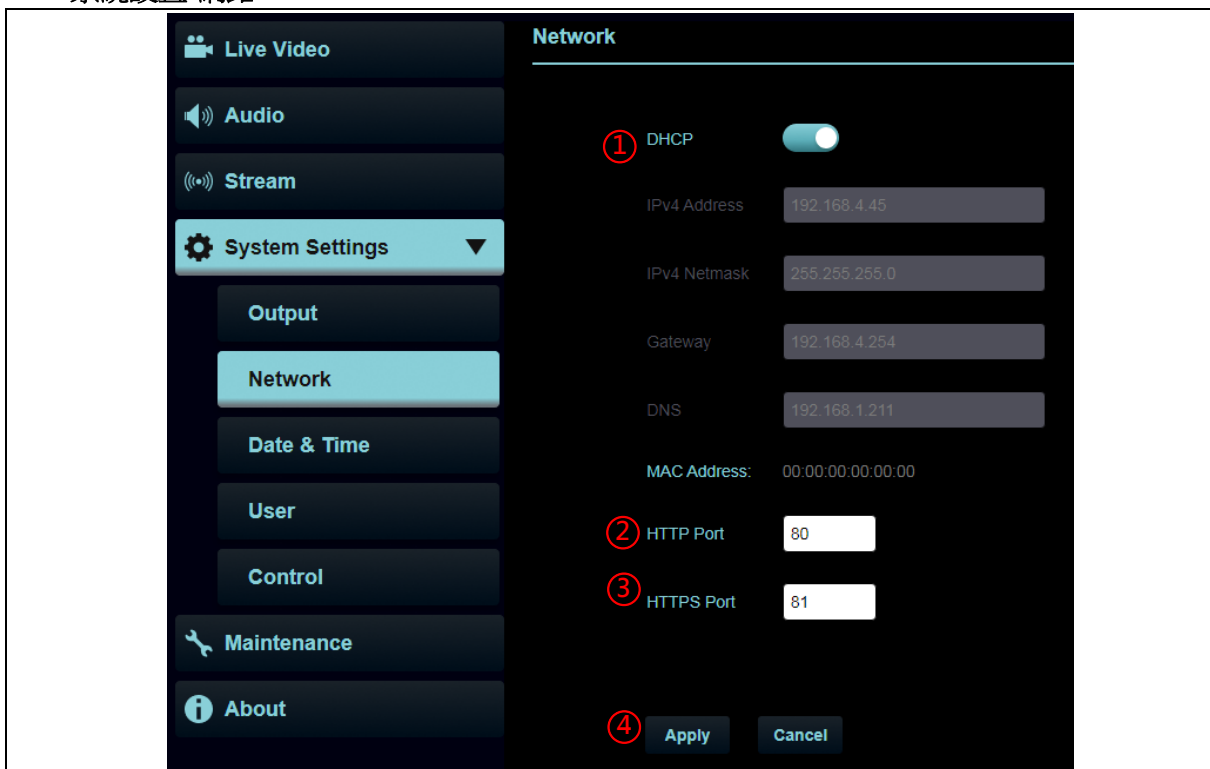 Live Video
Audio
Stream
System Settings
Output
Network
Date & Time
User
Control
Maintenance
About
Network
① DHCP
IPv4 Address 192.168.4.45
IPv4 Netmask 255.255.255.0
Gateway 192.168.4.254
DNS 192.168.1.211
MAC Address: 00:00:00:00:00:00
② HTTP Port 80
③ HTTPS Port 81
④ Apply Cancel